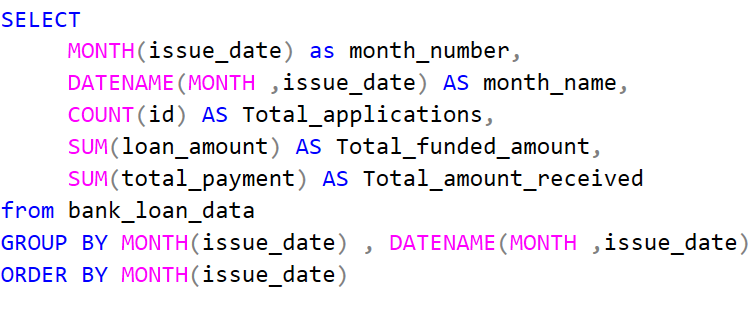 SELECT
MONTH(issue_date) as month_number,
DATENAME(MONTH ,issue_date) AS month_name,
COUNT(id) AS Total_applications,
SUM(loan_amount) AS Total_funded_amount,
SUM(total_payment) AS Total_amount_received
from bank_loan_data
GROUP BY MONTH(issue_date) , DATENAME(MONTH ,issue_date)
ORDER BY MONTH(issue_date)